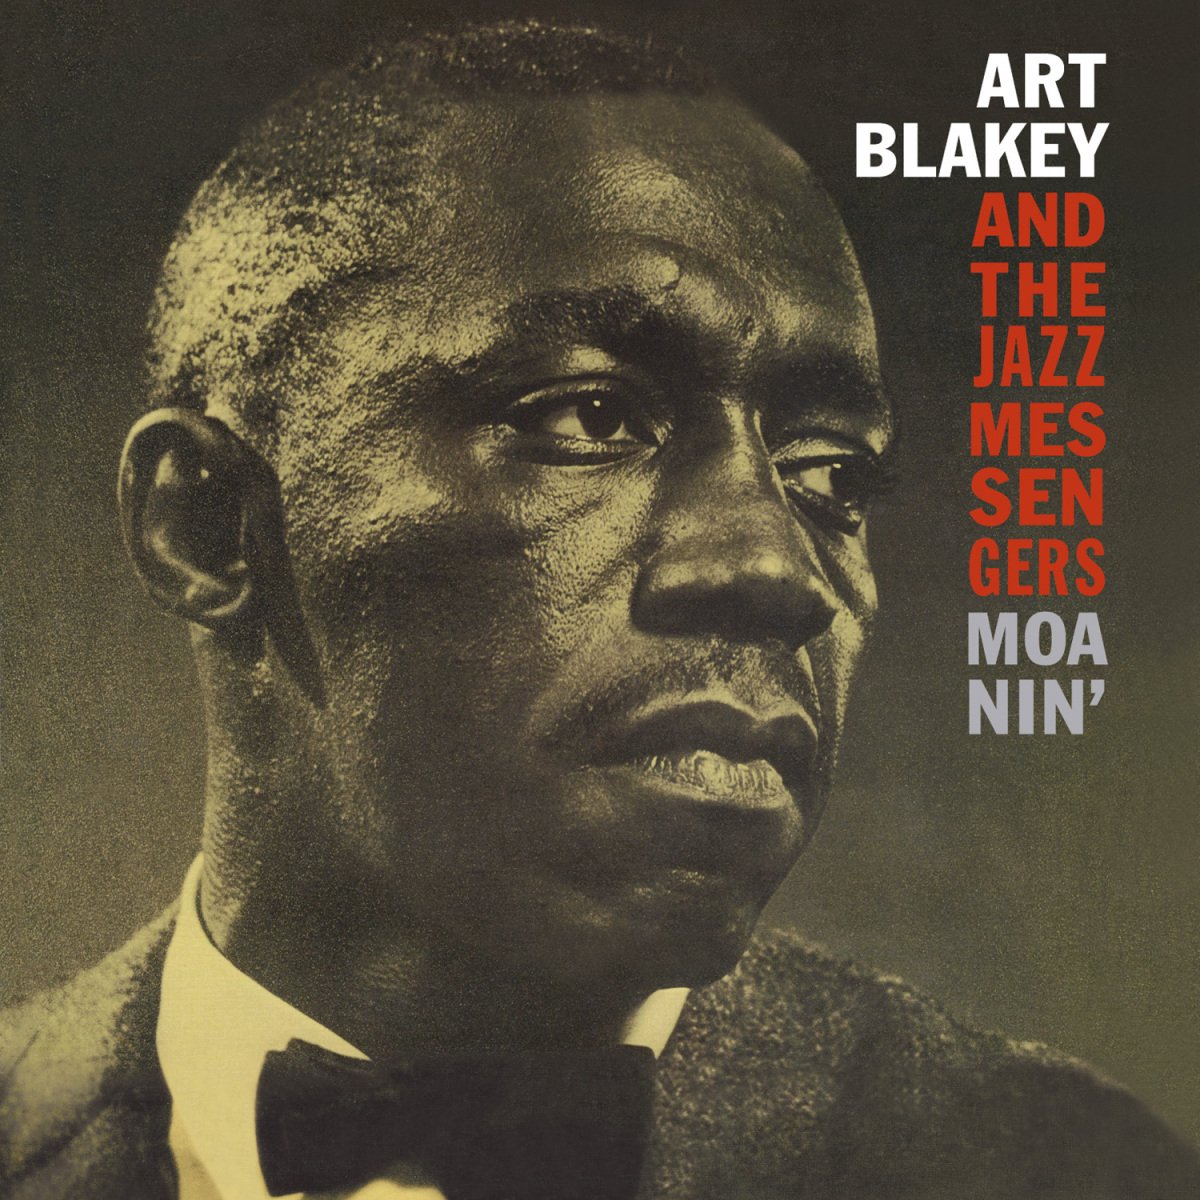 ART
BLAKEY
AND
THE
JAZZ
MES
SEN
GERS
MOA
NIN’